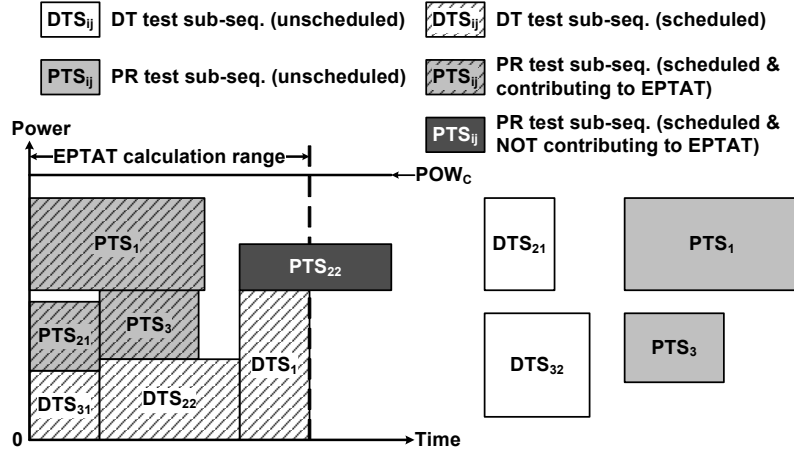 DTSij DT test sub-seq. (unscheduled)
DTSij DT test sub-seq. (scheduled)
PTSij PR test sub-seq. (unscheduled)
PTSij PR test sub-seq. (scheduled &
contributing to EPTAT)
PTSij PR test sub-seq. (scheduled &
NOT contributing to EPTAT)
Power
EPTAT calculation range
POWC
PTS1
PTS22
DTS21
PTS1
PTS21
PTS3
DTS1
DTS32
PTS3
DTS31
DTS22
0
Time